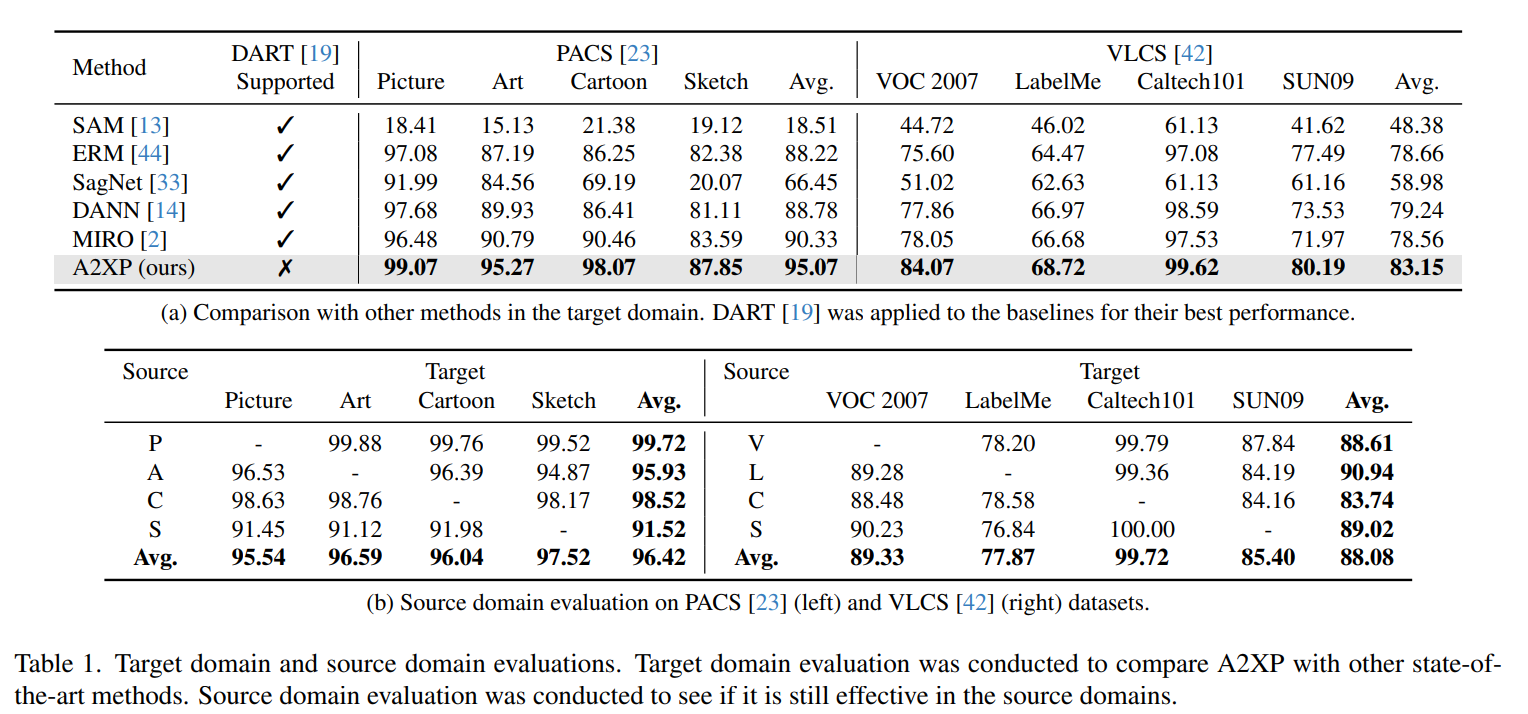 Method DART [19] Supported PACS [23] VLCS [42]
Picture Art Cartoon Sketch Avg. VOC 2007 LabelMe Caltech101 SUN09 Avg.
SAM [13] ✓ 18.41 15.13 21.38 19.12 18.51 44.72 46.02 61.13 41.62 48.38
ERM [44] ✓ 97.08 87.19 86.25 82.38 88.22 75.60 64.47 97.08 77.49 78.66
SagNet [33] ✓ 91.99 84.56 69.19 20.07 66.45 51.02 62.63 61.13 61.16 58.98
DANN [14] ✓ 97.68 89.93 86.41 81.11 88.78 77.86 66.97 98.59 73.53 79.24
MIRO [2] ✓ 96.48 90.79 90.46 83.59 90.33 78.05 66.68 97.53 71.97 78.56
A2XP (ours) ✗ 99.07 95.27 98.07 87.85 95.07 84.07 68.72 99.62 80.19 83.15
(a) Comparison with other methods in the target domain. DART [19] was applied to the baselines for their best performance.
Source Target Source Target
Picture Art Cartoon Sketch Avg. VOC 2007 LabelMe Caltech101 SUN09 Avg.
P - 99.88 99.76 99.52 99.72 V - 78.20 99.79 87.84 88.61
A 96.53 - 96.39 94.87 95.93 L 89.28 - 99.36 84.19 90.94
C 98.63 98.76 - 98.17 98.52 C 88.48 78.58 - 84.16 83.74
S 91.45 91.12 91.98 - 91.52 S 90.23 76.84 100.00 - 89.02
Avg. 95.54 96.59 96.04 97.52 96.42 Avg. 89.33 77.87 99.72 85.40 88.08
(b) Source domain evaluation on PACS [23] (left) and VLCS [42] (right) datasets.
Table 1. Target domain and source domain evaluations. Target domain evaluation was conducted to compare A2XP with other state-of-
the-art methods. Source domain evaluation was conducted to see if it is still effective in the source domains.